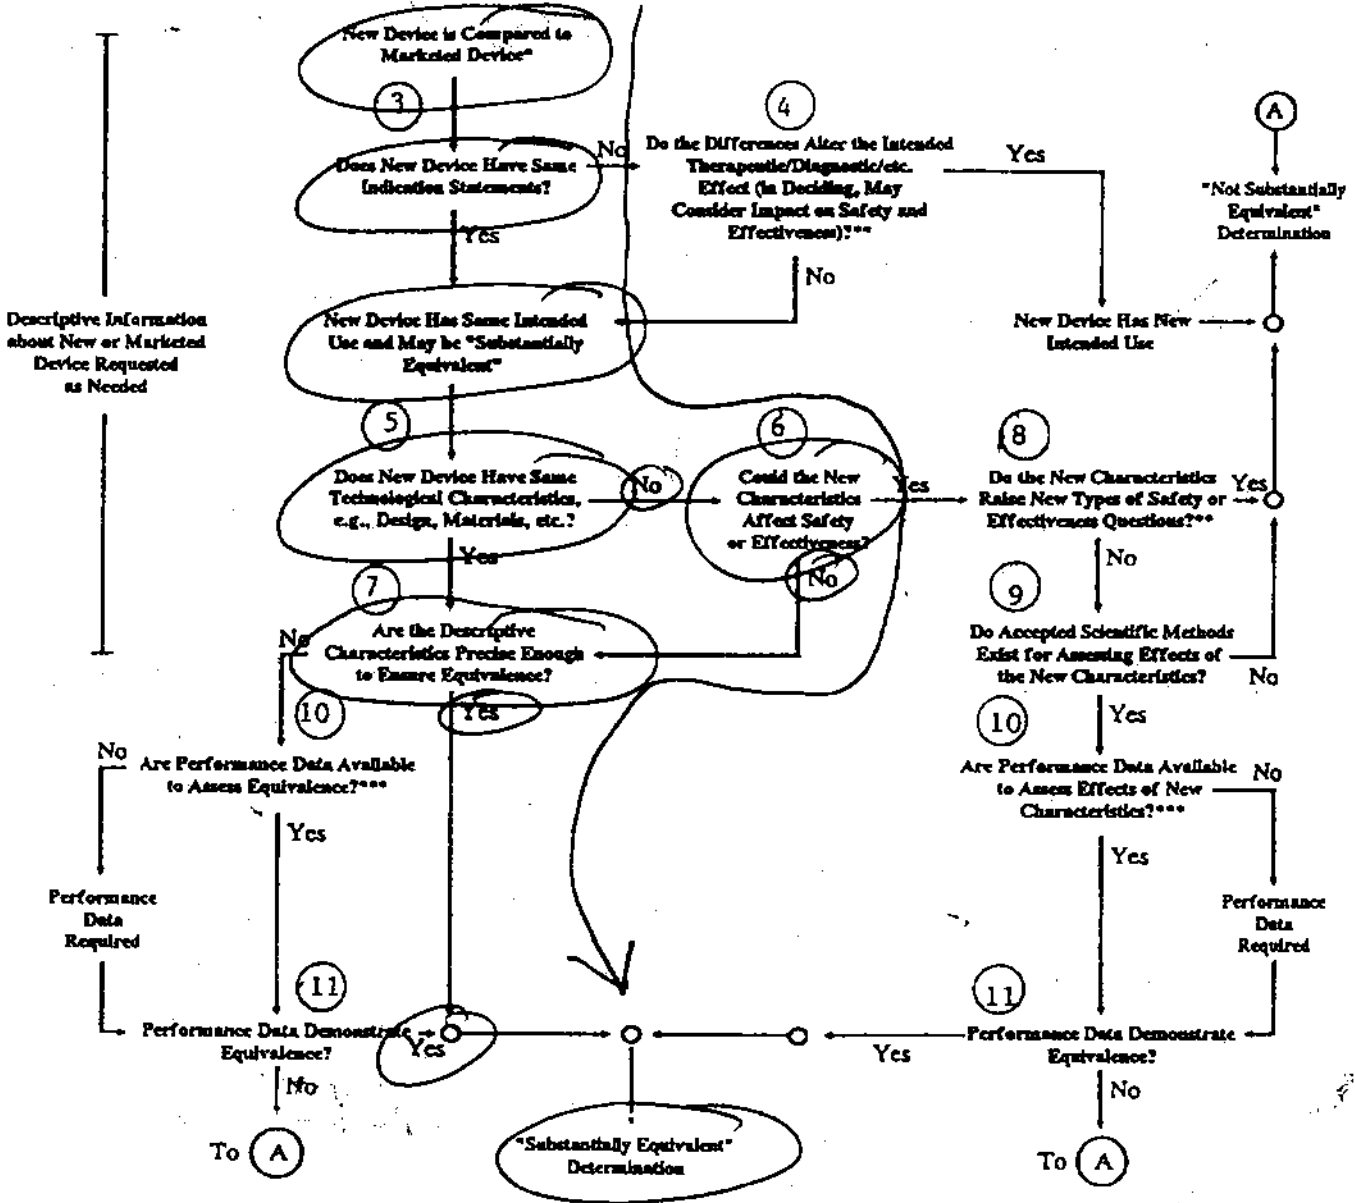 New Device is Compared to
Marketed Device*
3
Does New Device Have Same
Indication Statements?
No
Yes
4
Do the Differences Alter the Intended
Therapeutic/Diagnostic/etc.
Effect (in Deciding, May
Consider Impact on Safety and
Effectiveness)?**
Yes
No
A
"Not Substantially
Equivalent"
Determination
Descriptive Information
about New or Marketed
Device Requested
as Needed
New Device Has Same Intended
Use and May be "Substantially
Equivalent"
New Device Has New
Intended Use
5
Does New Device Have Same
Technological Characteristics,
e.g., Design, Materials, etc.?
No
Yes
6
Could the New
Characteristics
Affect Safety
or Effectiveness?
Yes
No
8
Do the New Characteristics
Raise New Types of Safety or
Effectiveness Questions?**
Yes
No
7
Are the Descriptive
Characteristics Precise Enough
to Ensure Equivalence?
No
Yes
9
Do Accepted Scientific Methods
Exist for Assessing Effects of
the New Characteristics?
No
Yes
10
Are Performance Data Available
to Assess Equivalence?***
No
Yes
10
Are Performance Data Available
to Assess Effects of New
Characteristics?***
No
Yes
Performance
Data
Required
Performance
Data
Required
11
Performance Data Demonstrate
Equivalence?
Yes
No
11
Performance Data Demonstrate
Equivalence?
Yes
No
To A
"Substantially Equivalent"
Determination
To A